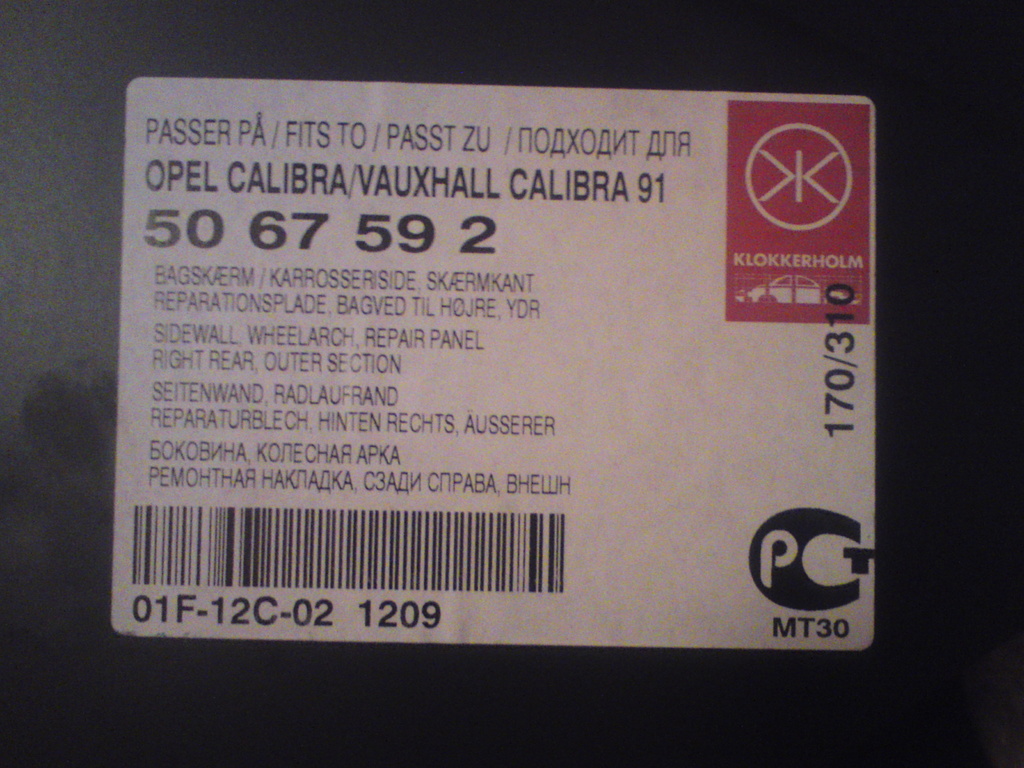 PASSER PÅ / FITS TO / PASST ZU / ПОДХОДИТ ДЛЯ
OPEL CALIBRA/VAUXHALL CALIBRA 91
50 67 59 2
BAGSKÆRM / KARROSSERISIDE, SKÆRMKANT
REPARATIONSPLADE, BAGVED TIL HØJRE, YDR
SIDEWALL, WHEELARCH, REPAIR PANEL
RIGHT REAR, OUTER SECTION
SEITENWAND, RADLAUFRAND
REPARATURBLECH, HINTEN RECHTS, ÄUSSERER
БОКОВИНА, КОЛЕСНАЯ АРКА
РЕМОНТНАЯ НАКЛАДКА, СЗАДИ СПРАВА, ВНЕШН
01F-12C-02 1209
KLOKKERHOLM
170/310
РСТ
MT30